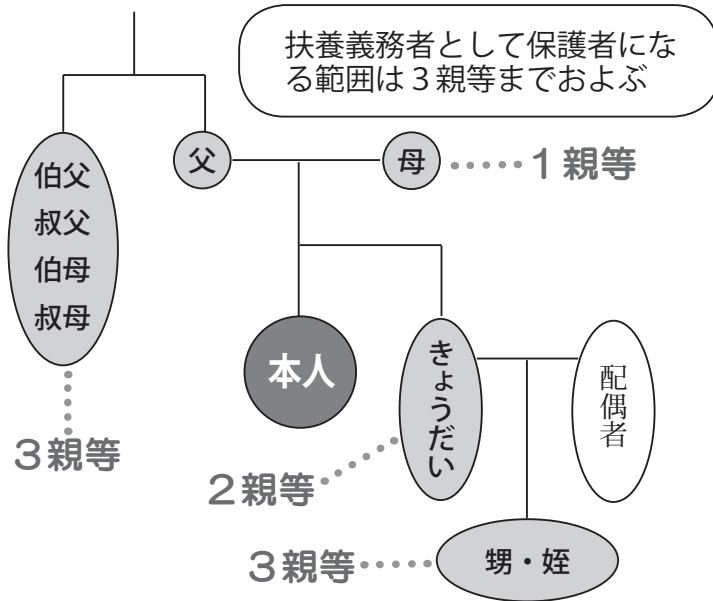 扶養義務者として保護者にな
る範囲は３親等までおよぶ
父
母
１親等
伯父
叔父
伯母
叔母
本人
きょうだい
配偶者
３親等
２親等
３親等
甥・姪